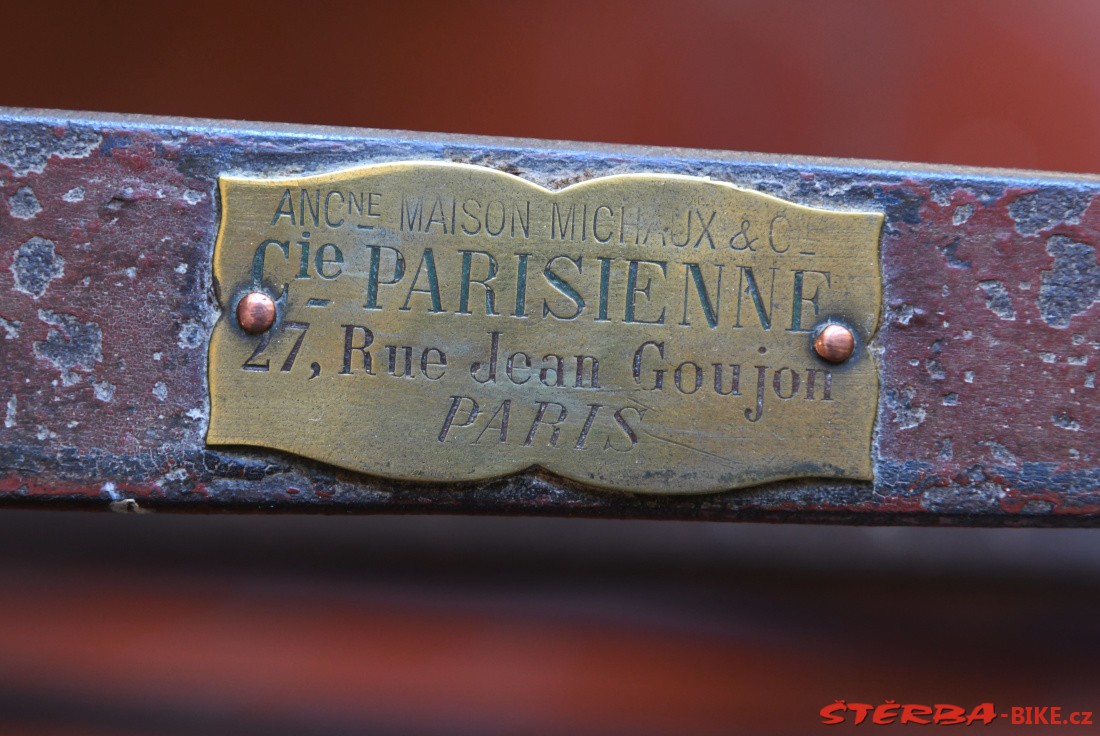 ANCNE MAISON MICHAUX & CIE
Cie PARISIENNE
27, Rue Jean Goujon
PARIS
ŠTĚRBA-BIKE.cz